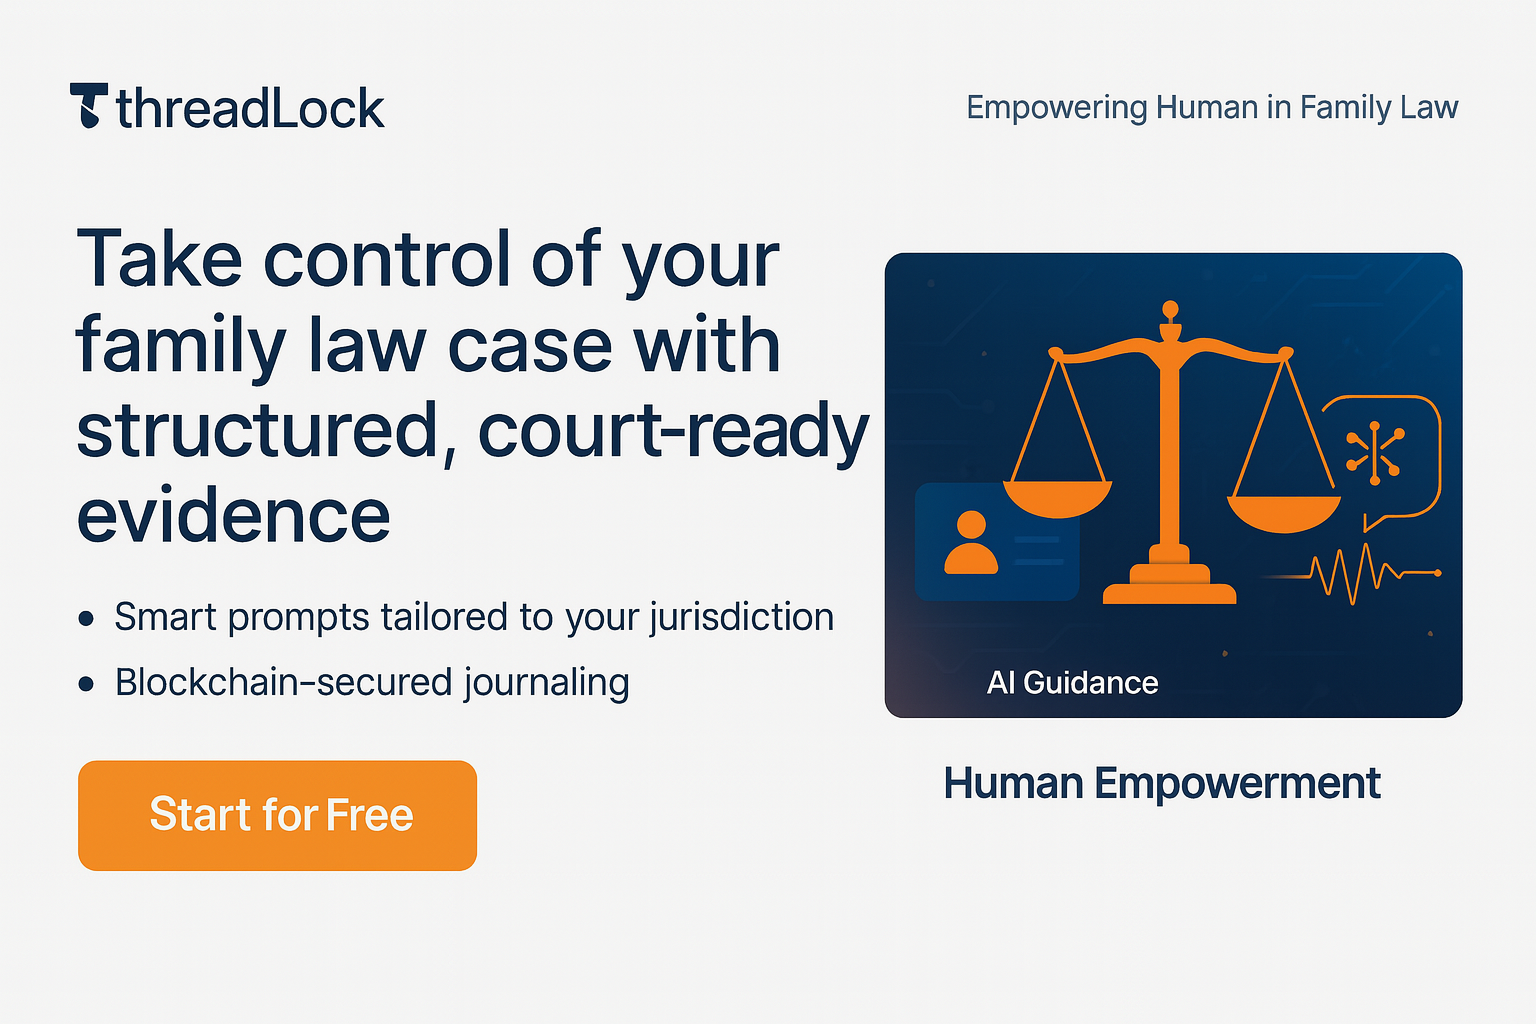 threadLock
Empowering Human in Family Law
Take control of your
family law case with
structured, court-ready
evidence
• Smart prompts tailored to your jurisdiction
• Blockchain-secured journaling
Start for Free
AI Guidance
Human Empowerment